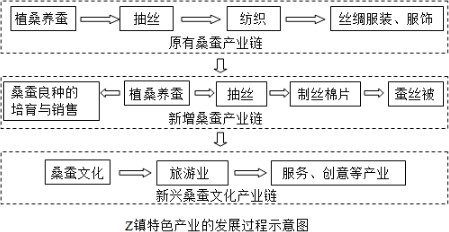 植桑养蚕 抽丝 纺织 丝绸服装、服饰
原有桑蚕产业链
桑蚕良种的
培育与销售 植桑养蚕 抽丝 制丝棉片 蚕丝被
新增桑蚕产业链
桑蚕文化 旅游业 服务、创意等产业
新兴桑蚕文化产业链
Z镇特色产业的发展过程示意图